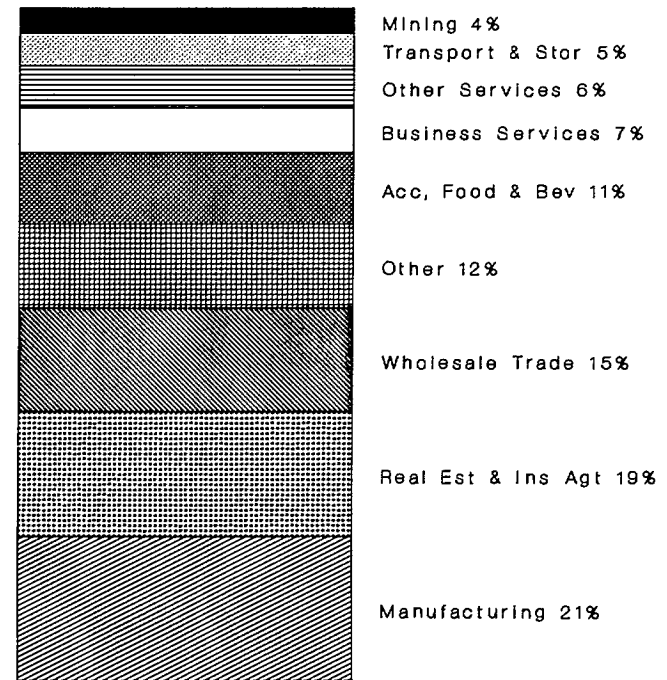 Mining 4%
Transport & Stor 5%
Other Services 6%
Business Services 7%
Acc, Food & Bev 11%
Other 12%
Wholesale Trade 15%
Real Est & Ins Agt 19%
Manufacturing 21%